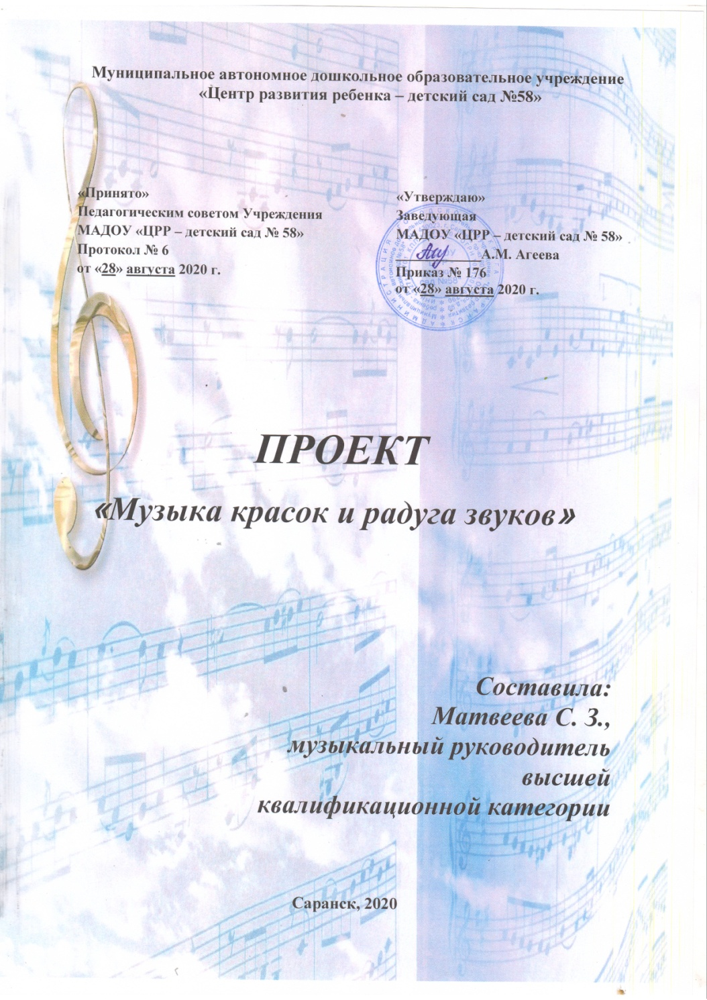 Муниципальное автономное дошкольное образовательное учреждение
«Центр развития ребенка – детский сад №58»
«Принято»
Педагогическим советом Учреждения
МАДОУ «ЦРР – детский сад № 58»
Протокол № 6
от «28» августа 2020 г.
«Утверждаю»
Заведующая
МАДОУ «ЦРР – детский сад № 58»
А.М. Агеева
Приказ № 176
от «28» августа 2020 г.
ПРОЕКТ
«Музыка красок и радуга звуков»
Составила:
Матвеева С. З.,
музыкальный руководитель
высшей
квалификационной категории
Саранск, 2020